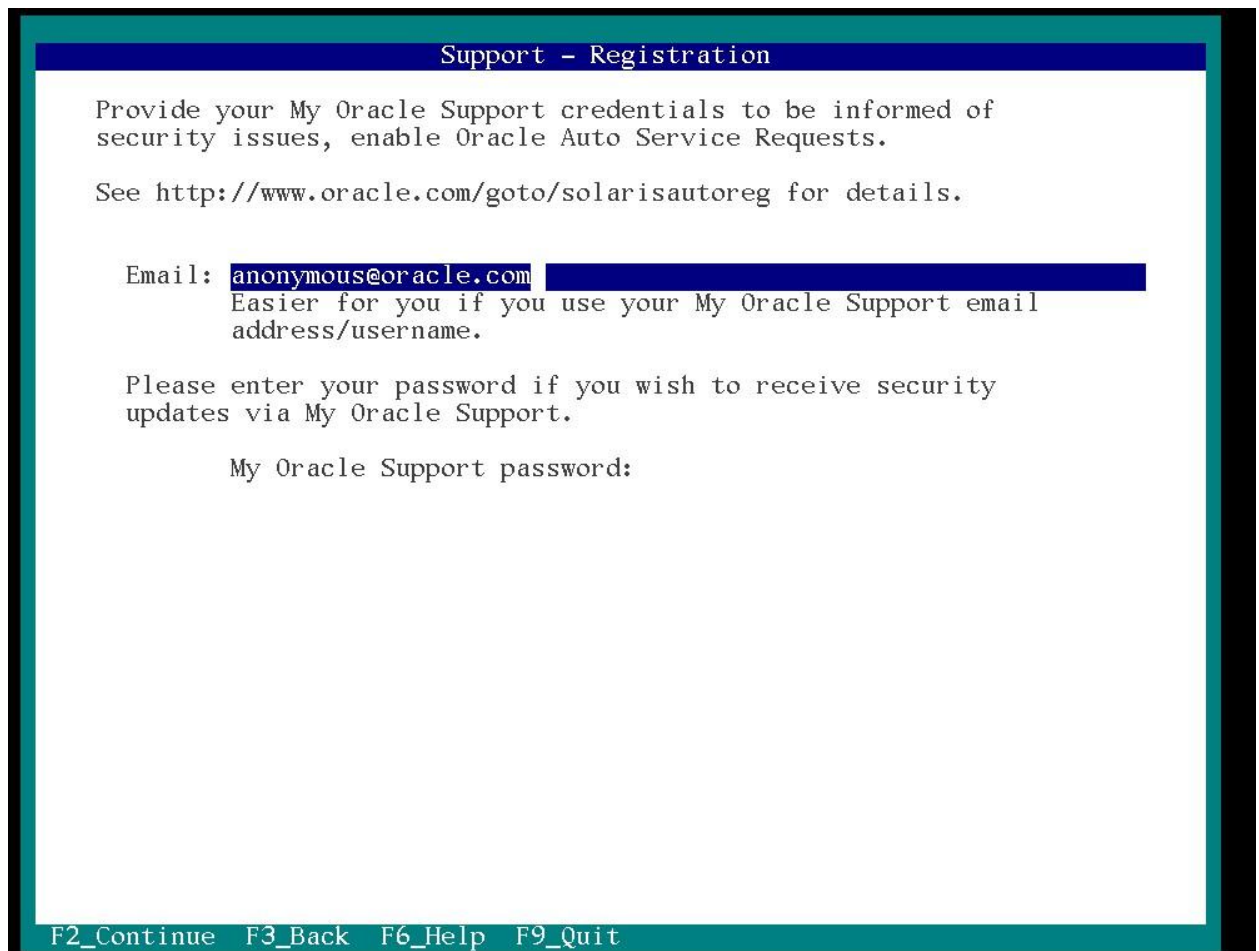 Support – Registration
Provide your My Oracle Support credentials to be informed of
security issues, enable Oracle Auto Service Requests.
See http://www.oracle.com/goto/solarisautoreg for details.
Email: anonymous@oracle.com
Easier for you if you use your My Oracle Support email
address/username.
Please enter your password if you wish to receive security
updates via My Oracle Support.
My Oracle Support password:
F2_Continue F3_Back F6_Help F9_Quit